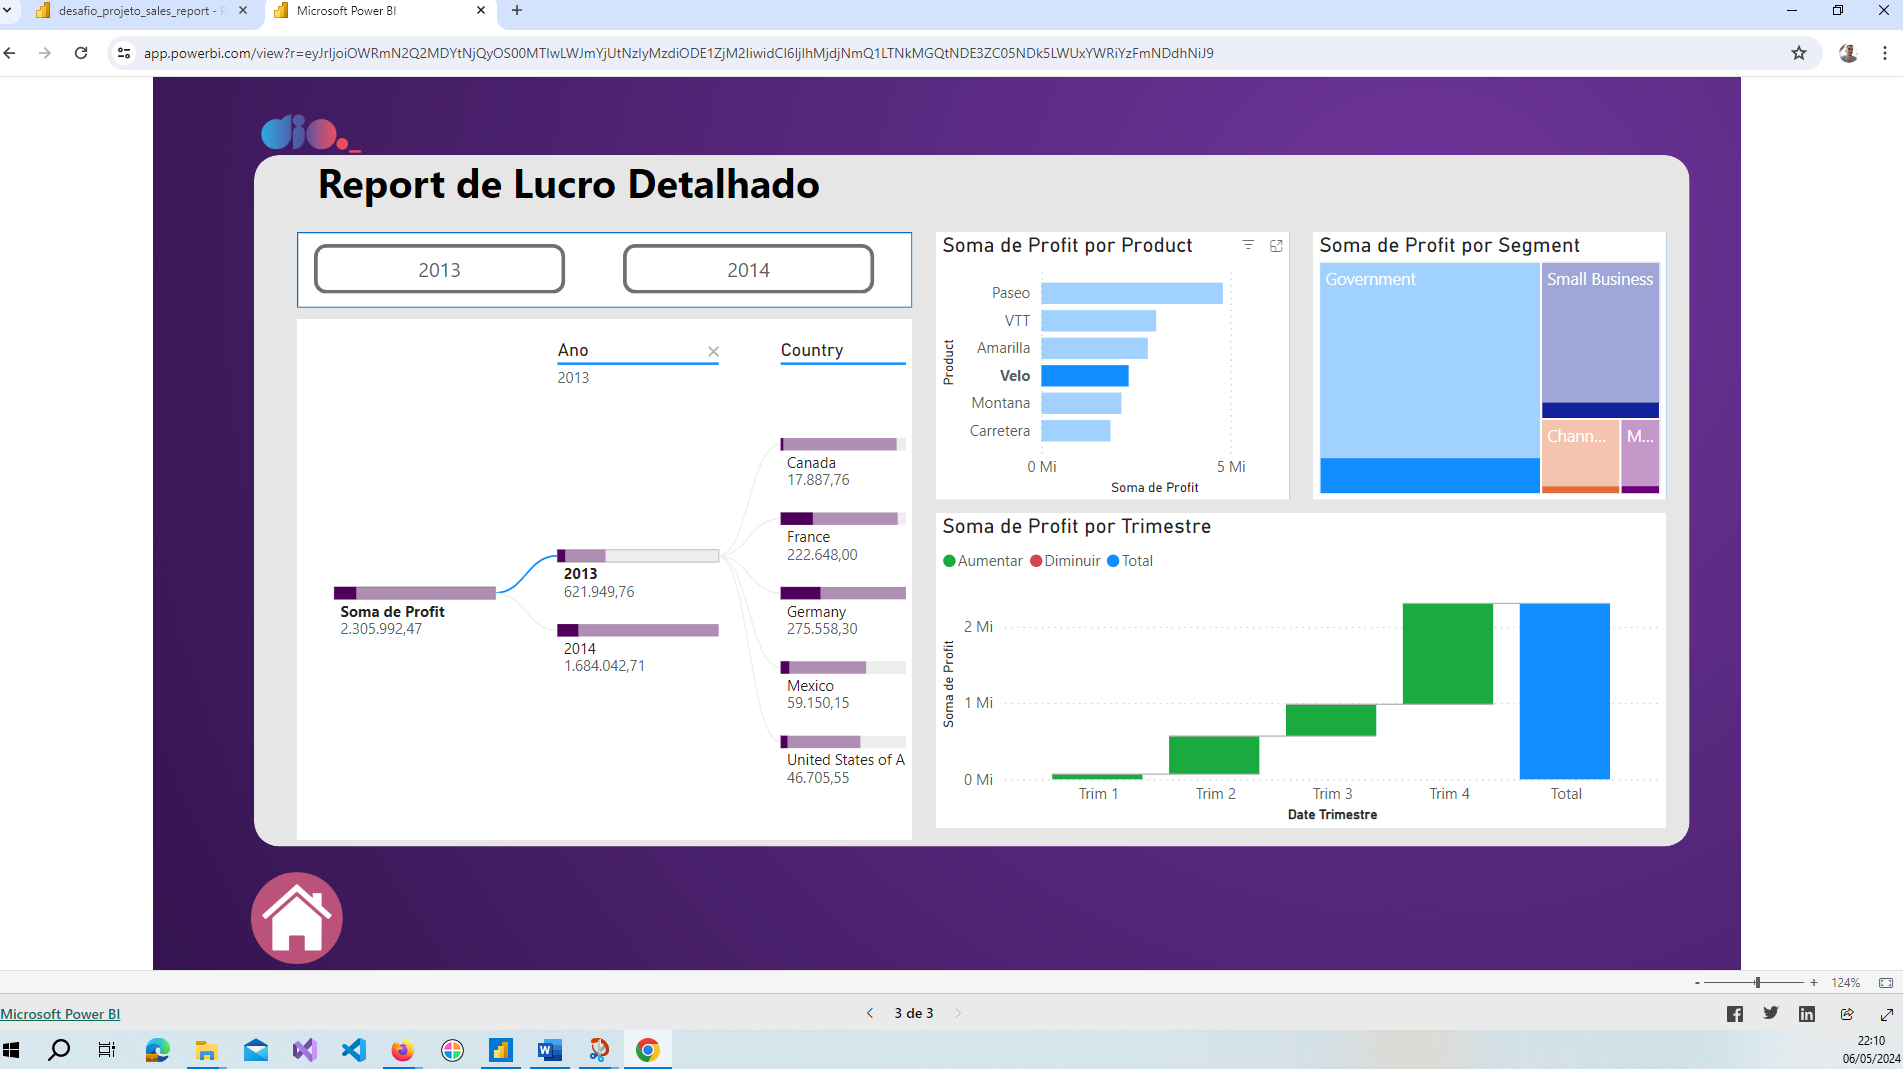 desafio_projeto_sales_report -
Microsoft Power BI
app.powerbi.com/view?r=eyJrIjoiOWRmN2Q2MDYtNjQyOS00MTIwLWJmYjUtNzIyMzdiODE1ZjM2IiwidCI6IjlhMjdjNmQ1LTNkMGQtNDE3ZC05NDk5LWUxYWRiYzFmNDdhNiJ9
dio._
Report de Lucro Detalhado
2013
2014
Ano
2013
Country
Soma de Profit
2.305.992,47
2013
621.949,76
2014
1.684.042,71
Canada
17.887,76
France
222.648,00
Germany
275.558,30
Mexico
59.150,15
United States of A
46.705,55
Soma de Profit por Product
Product
Paseo
VTT
Amarilla
Velo
Montana
Carretera
0 Mi
5 Mi
Soma de Profit
Soma de Profit por Segment
Government
Small Business
Chann...
M...
Soma de Profit por Trimestre
Aumentar
Diminuir
Total
Soma de Profit
2 Mi
1 Mi
0 Mi
Trim 1
Trim 2
Trim 3
Trim 4
Total
Date Trimestre
- + 124%
Microsoft Power BI
3 de 3
22:10
06/05/2024